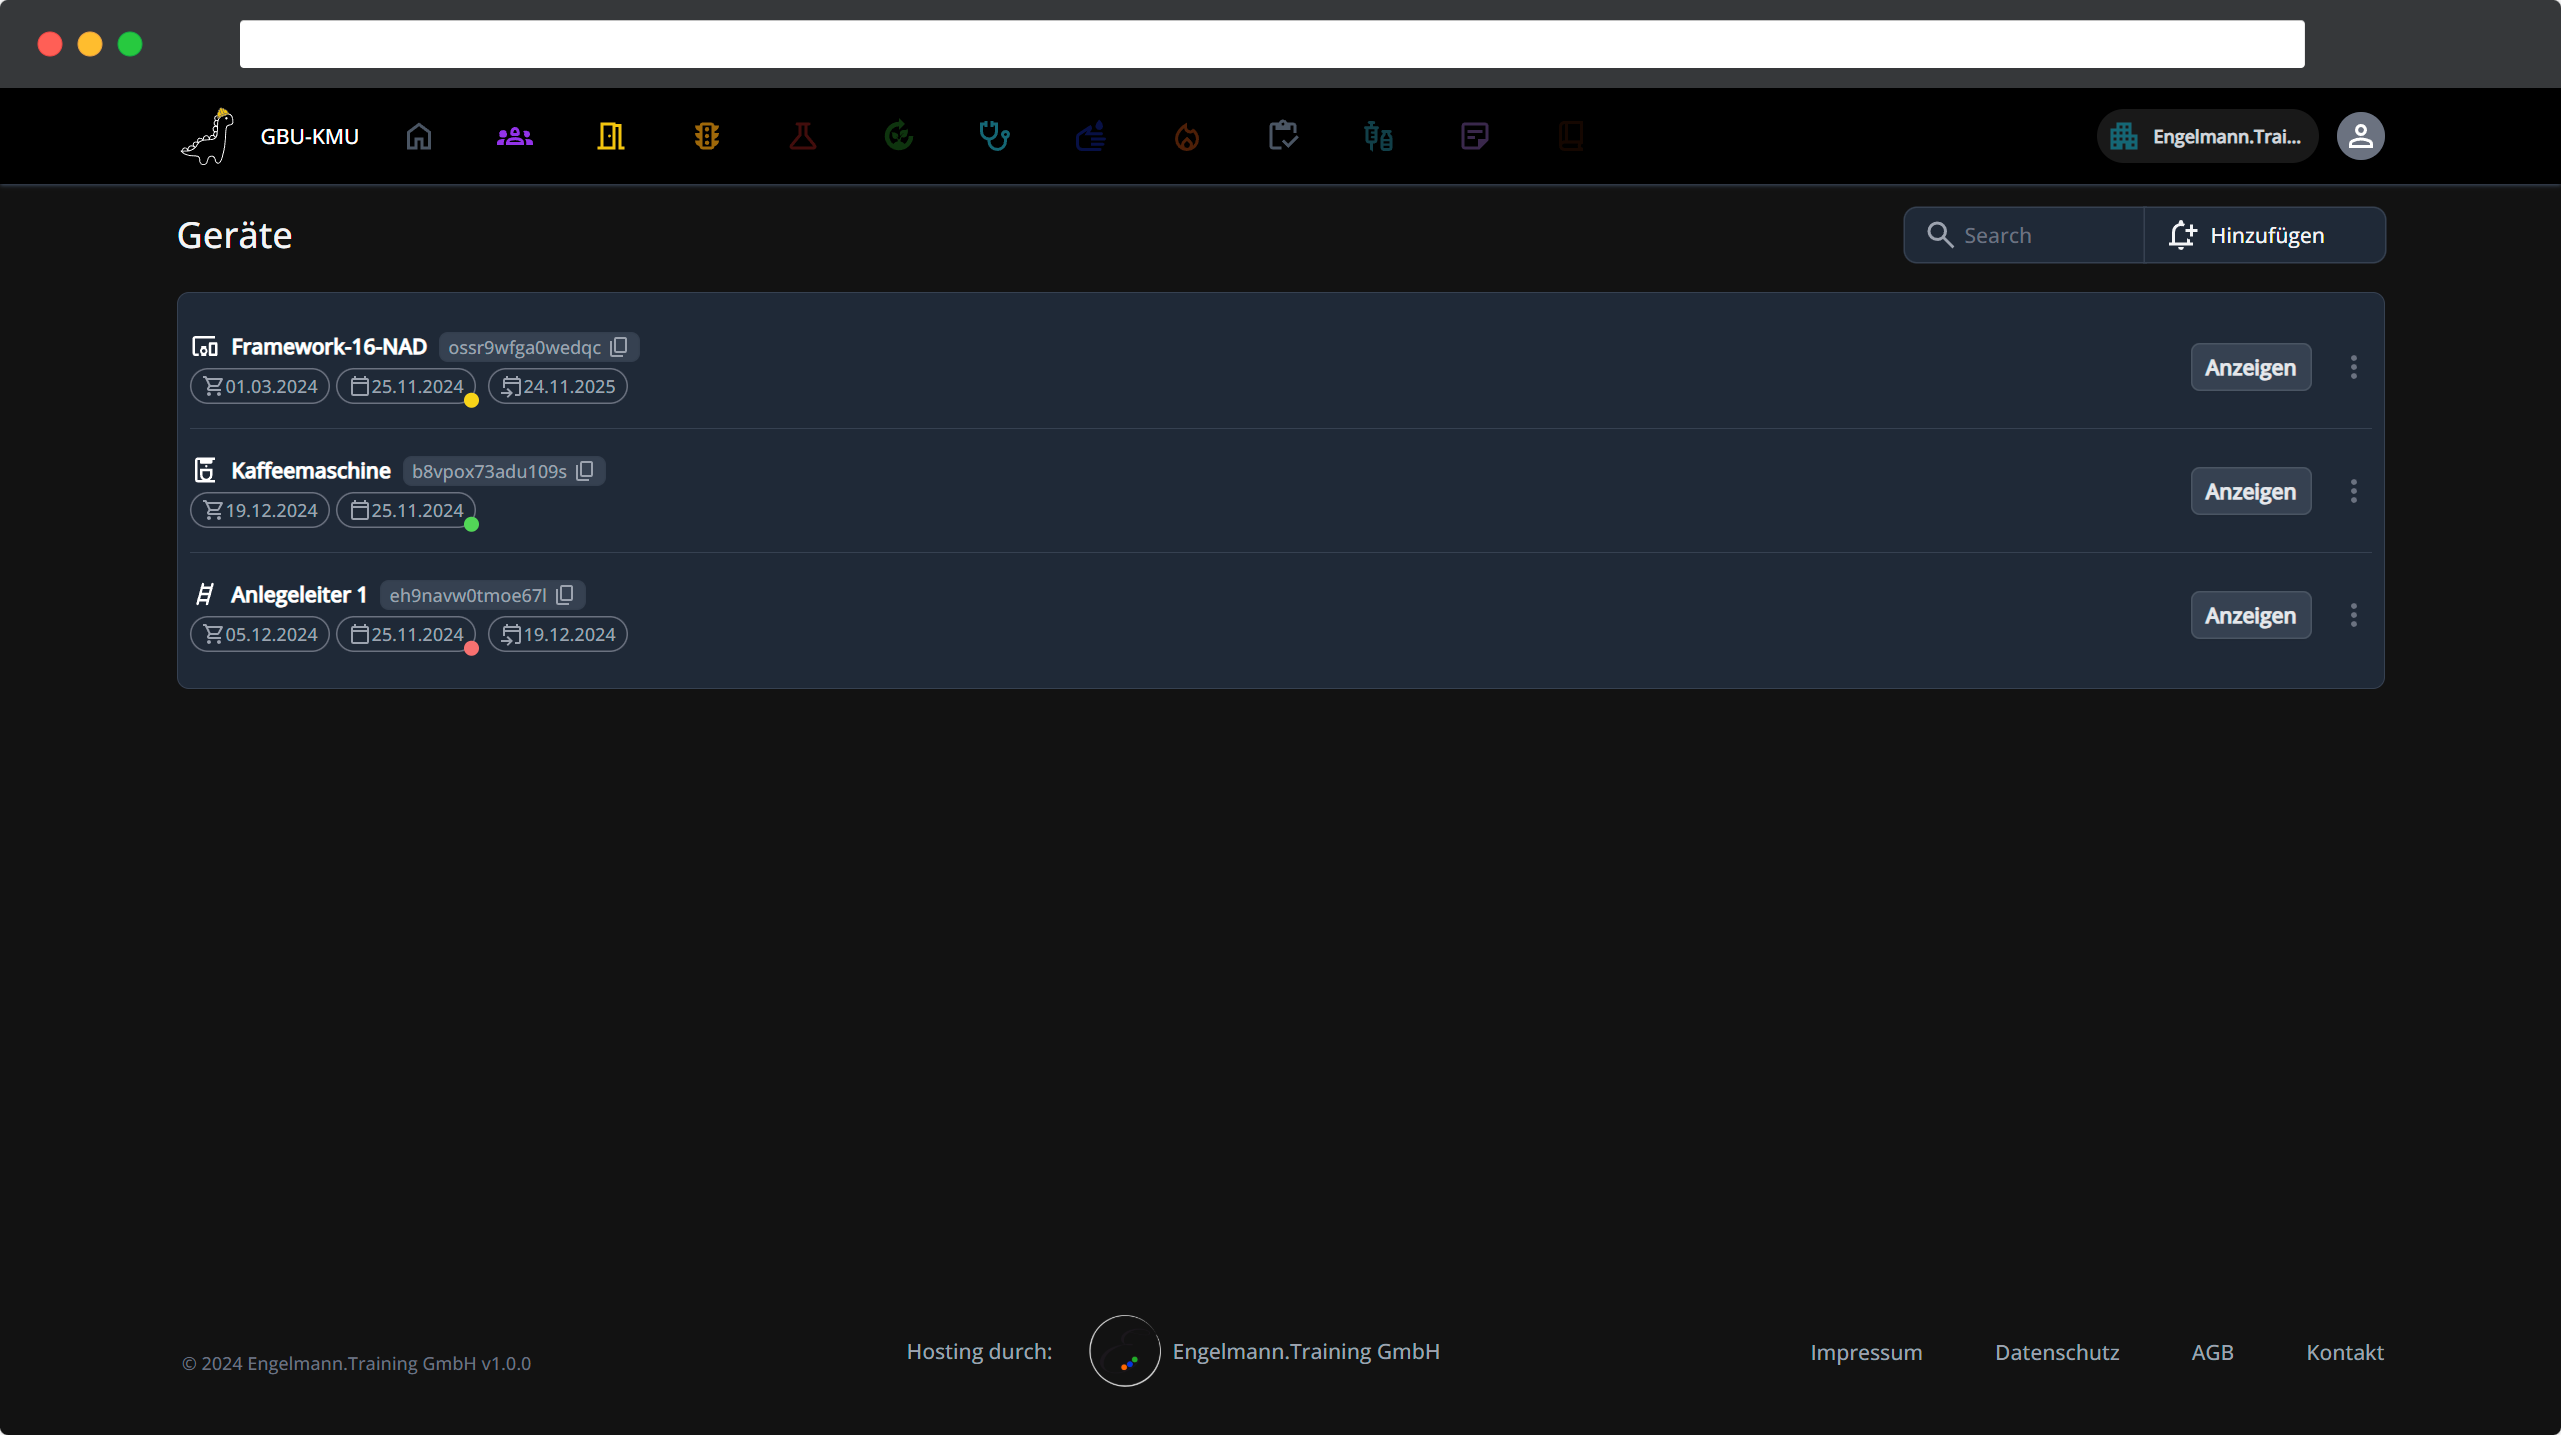 GBU-KMU
Engelmann.Trai...
Geräte
Search
Hinzufügen
Framework-16-NAD ossr9wfga0wedqc
01.03.2024 25.11.2024 24.11.2025
Anzeigen
Kaffeemaschine b8vpox73adu109s
19.12.2024 25.11.2024
Anzeigen
Anlegeleiter 1 eh9navw0tmoe67l
05.12.2024 25.11.2024 19.12.2024
Anzeigen
© 2024 Engelmann.Training GmbH v1.0.0
Hosting durch: Engelmann.Training GmbH
Impressum Datenschutz AGB Kontakt